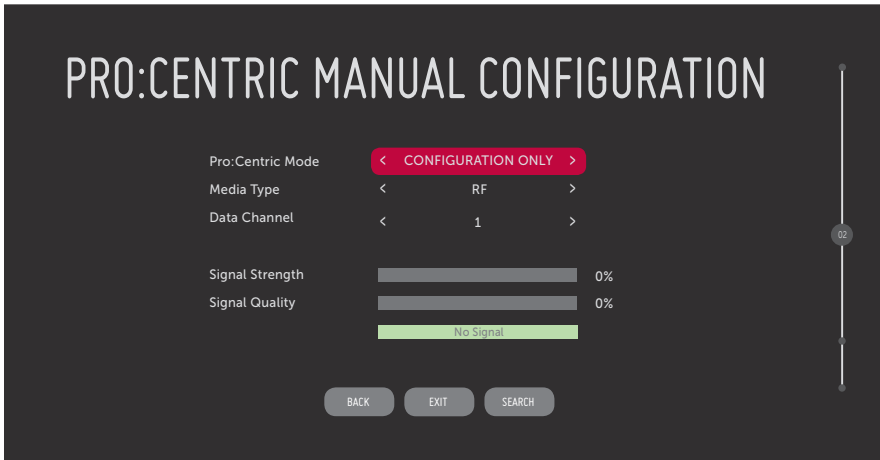 PRO:CENTRIC MANUAL CONFIGURATION
Pro:Centric Mode < CONFIGURATION ONLY >
Media Type < RF >
Data Channel < 1 >
02
Signal Strength 0%
Signal Quality 0%
No Signal
BACK EXIT SEARCH